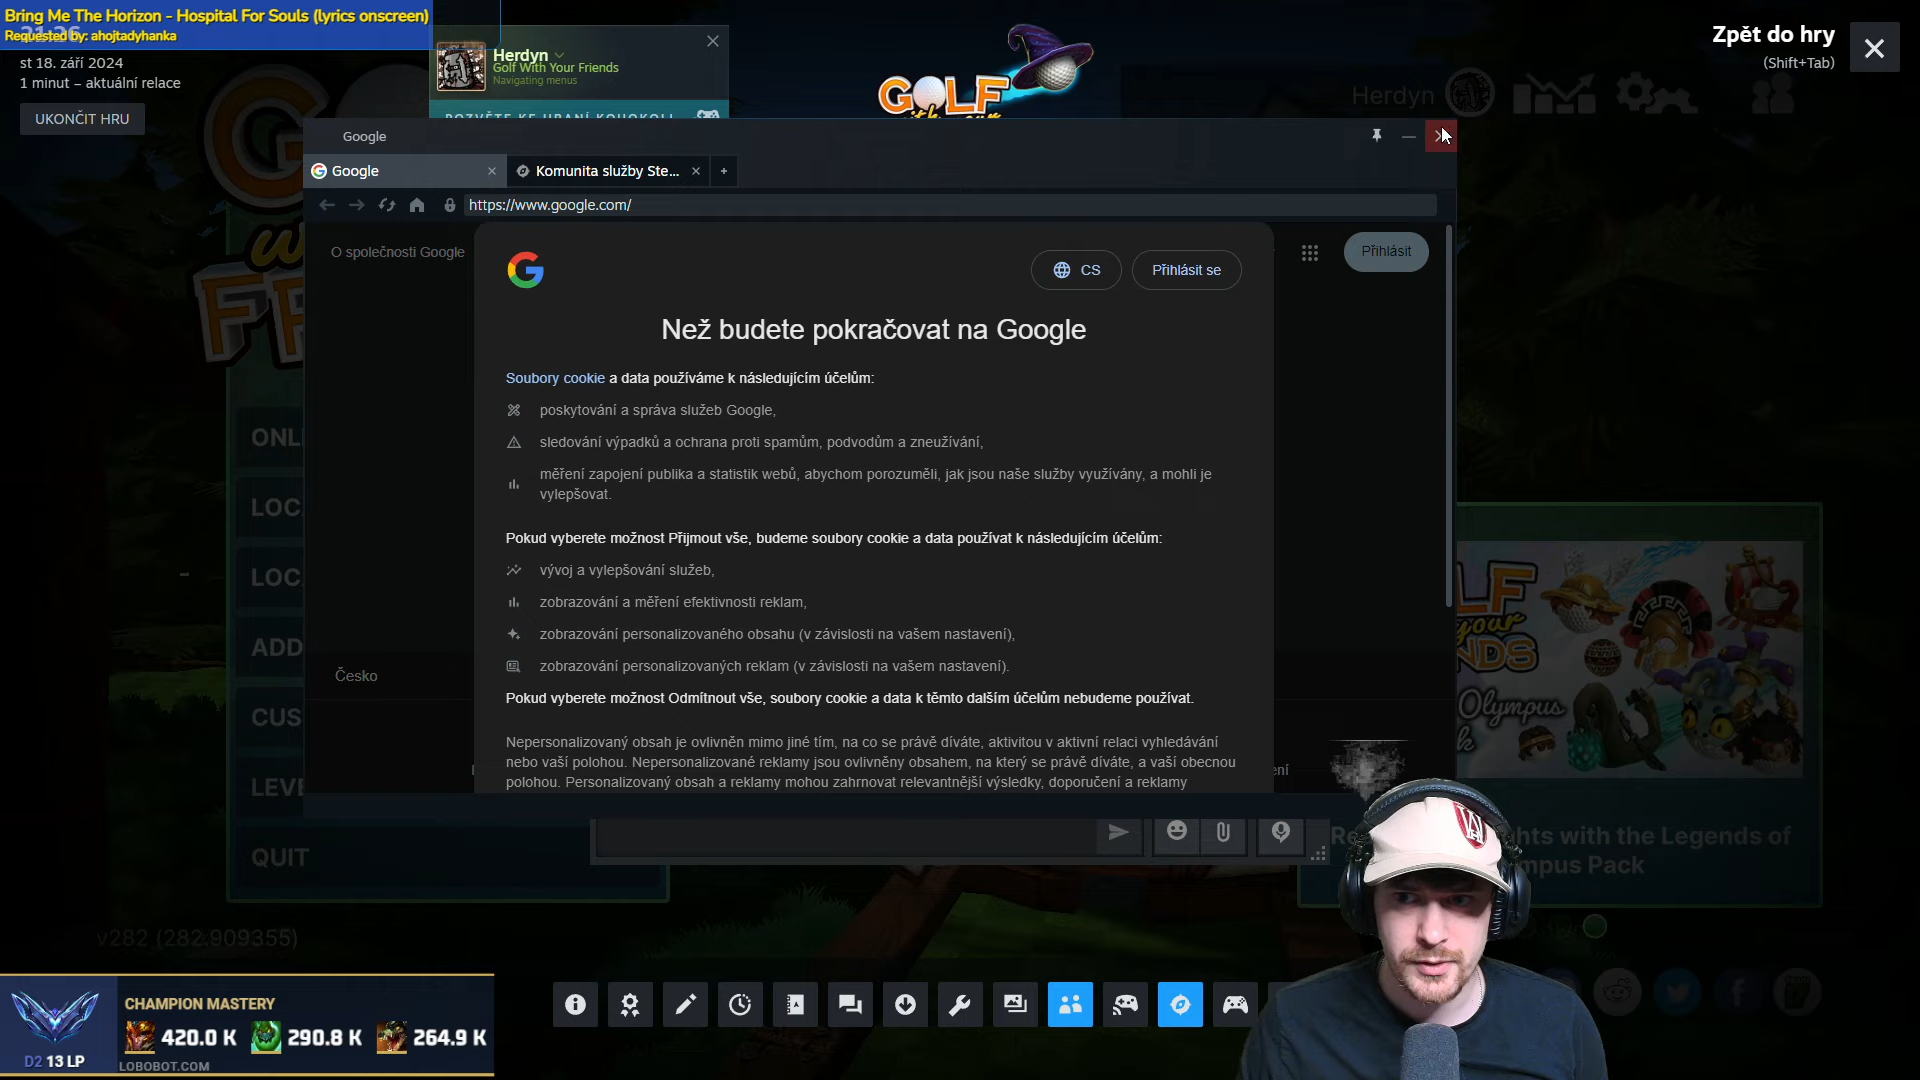 Bring Me The Horizon - Hospital For Souls (lyrics onscreen)
Requested by: ahojtadyhanka
st 18. září 2024
1 minut – aktuální relace
UKONČIT HRU
Herdyn
Golf With Your Friends
Navigating menus
GOLF
Zpět do hry
(Shift+Tab)
Herdyn
Google
Google
Komunita služby Ste...
https://www.google.com/
O společnosti Google
Přihlásit
CS
Přihlásit se
Než budete pokračovat na Google
Soubory cookie a data používáme k následujícím účelům:
poskytování a správa služeb Google,
sledování výpadků a ochrana proti spamům, podvodům a zneužívání,
měření zapojení publika a statistik webů, abychom porozuměli, jak jsou naše služby využívány, a mohli je
vylepšovat.
Pokud vyberete možnost Přijmout vše, budeme soubory cookie a data používat k následujícím účelům:
vývoj a vylepšování služeb,
zobrazování a měření efektivnosti reklam,
zobrazování personalizovaného obsahu (v závislosti na vašem nastavení),
zobrazování personalizovaných reklam (v závislosti na vašem nastavení).
Pokud vyberete možnost Odmítnout vše, soubory cookie a data k těmto dalším účelům nebudeme používat.
Nepersonalizovaný obsah je ovlivněn mimo jiné tím, na co se právě díváte, aktivitou v aktivní relaci vyhledávání
nebo vaší polohou. Nepersonalizované reklamy jsou ovlivněny obsahem, na který se právě díváte, a vaší obecnou
polohou. Personalizovaný obsah a reklamy mohou zahrnovat relevantnější výsledky, doporučení a reklamy
Česko
ONL
LOC
LOC
ADD
CUS
LEVE
QUIT
Olympus
hts with the Legends of
mpus Pack
v282 (282.909355)
CHAMPION MASTERY
420.0 K
290.8 K
264.9 K
D2 13 LP
LOBOBOT.COM